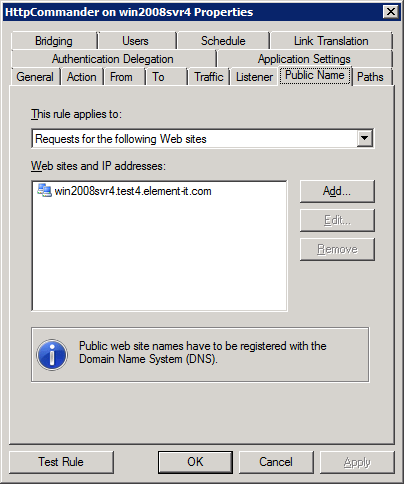 HttpCommander on win2008svr4 Properties
Bridging Users Schedule Link Translation
Authentication Delegation Application Settings
General Action From To Traffic Listener Public Name Paths
This rule applies to:
Requests for the following Web sites
Web sites and IP addresses:
win2008svr4.test4.element-it.com
Add...
Edit...
Remove
Public web site names have to be registered with the
Domain Name System (DNS).
Test Rule OK Cancel Apply